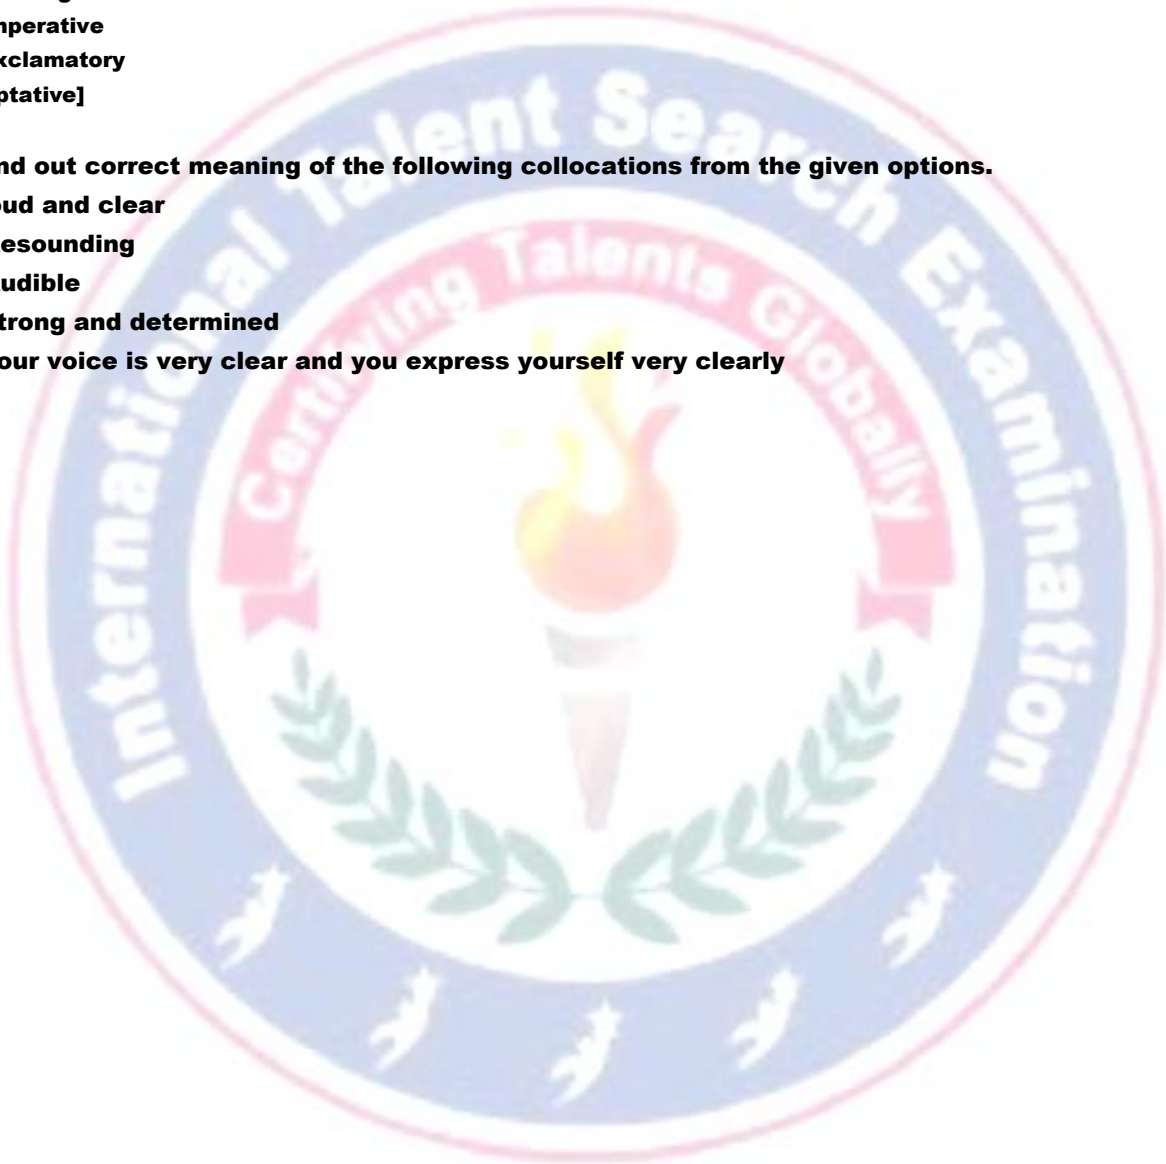 mperative
xclamatory
ptative]
nd out correct meaning of the following collocations from the given options.
oud and clear
esounding
udible
trong and determined
our voice is very clear and you express yourself very clearly
International Talent Search Examination
Certifying Talents Globally